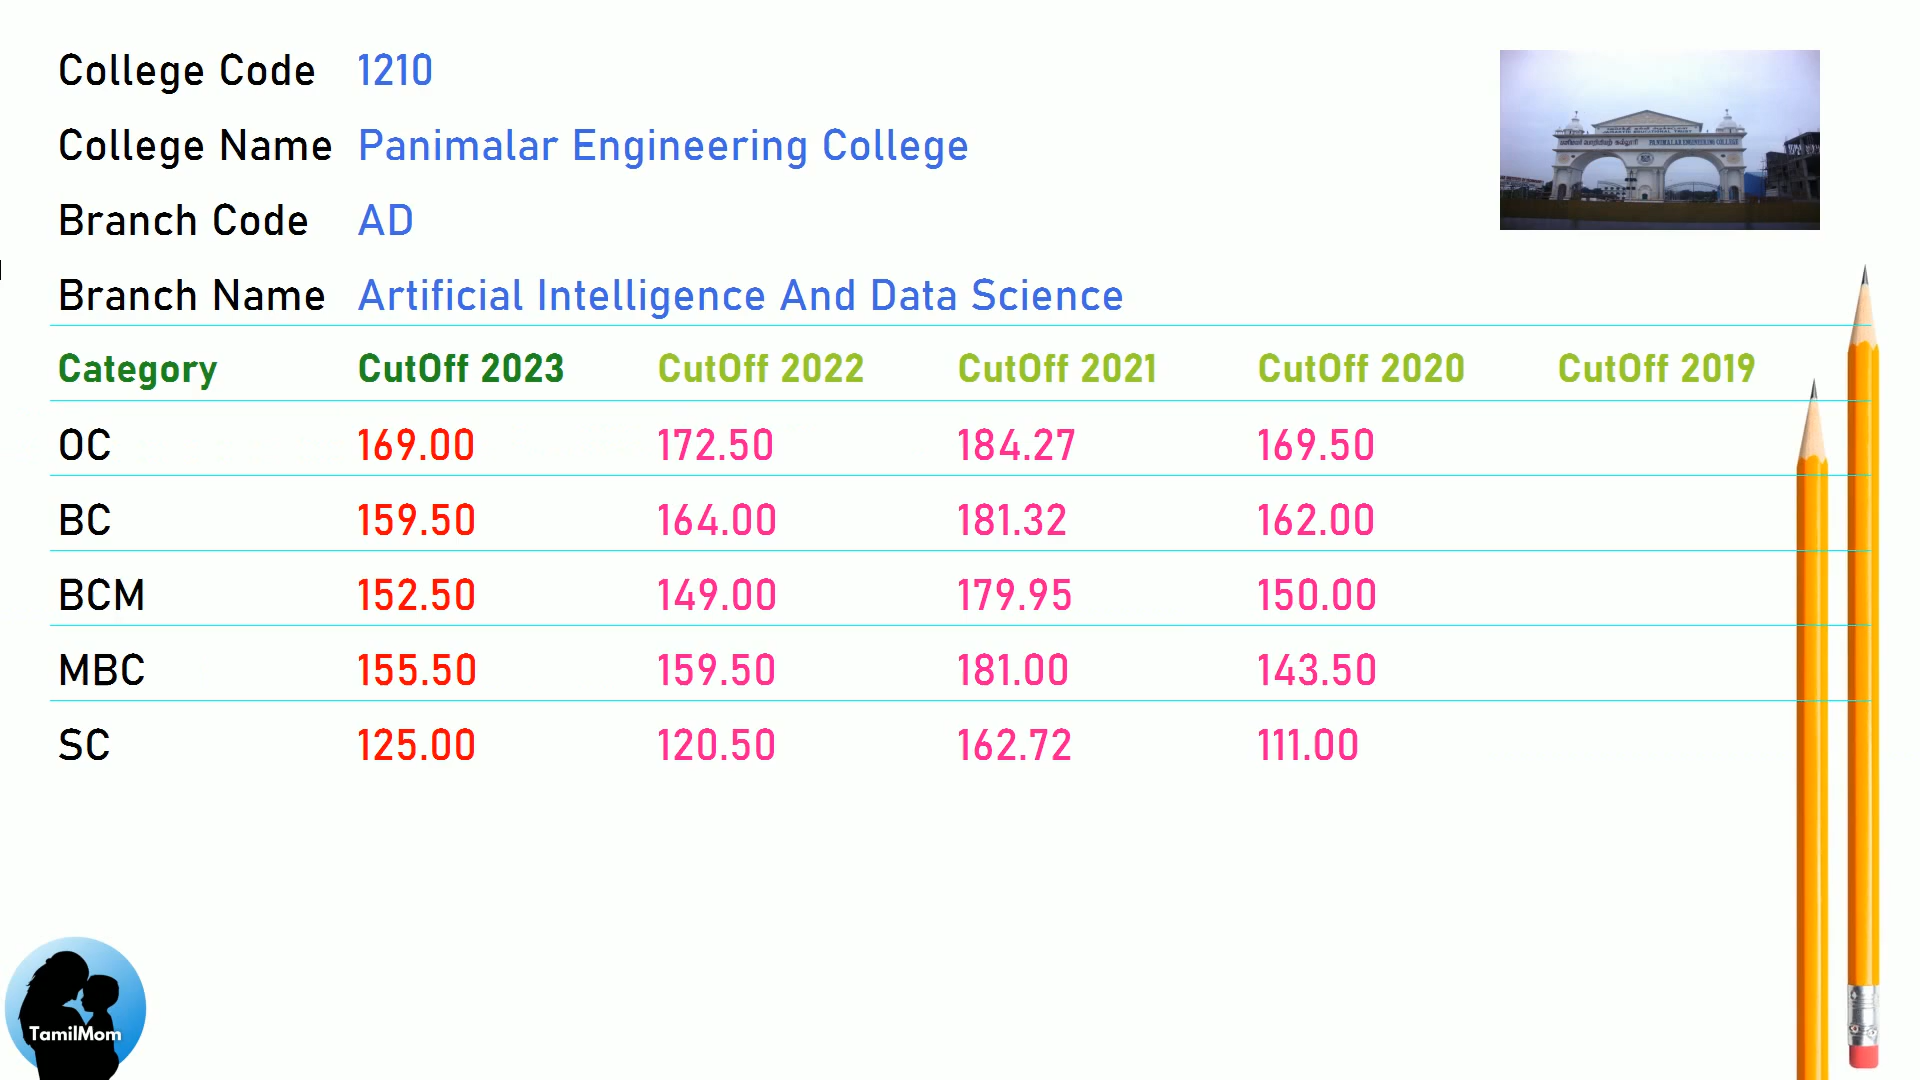 College Code 1210
College Name Panimalar Engineering College
Branch Code AD
Branch Name Artificial Intelligence And Data Science
Category CutOff 2023 CutOff 2022 CutOff 2021 CutOff 2020 CutOff 2019
OC 169.00 172.50 184.27 169.50
BC 159.50 164.00 181.32 162.00
BCM 152.50 149.00 179.95 150.00
MBC 155.50 159.50 181.00 143.50
SC 125.00 120.50 162.72 111.00
PANIMALAR ENGINEERING COLLEGE
TamilMom